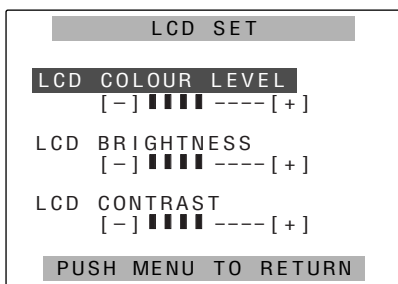 LCD SET
LCD COLOUR LEVEL
[–]▮▮▮▮----[+]
LCD BRIGHTNESS
[–]▮▮▮▮----[+]
LCD CONTRAST
[–]▮▮▮▮----[+]
PUSH MENU TO RETURN